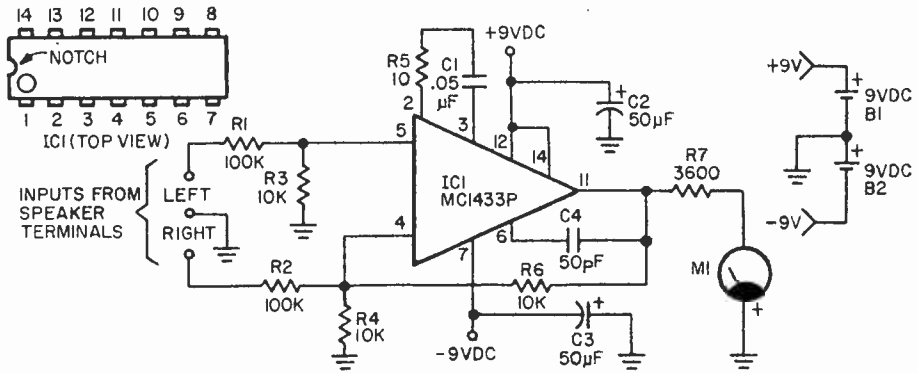 14 13 12 11 10 9 8
NOTCH
1 2 3 4 5 6 7
IC1(TOP VIEW)
INPUTS FROM
SPEAKER
TERMINALS
LEFT
RIGHT
R1
100K
R3
10K
R2
100K
R4
10K
R5
10
C1
.05
µF
2
3
5
4
IC1
MC1433P
12
14
11
6
7
+9VDC
+
C2
50µF
C4
50pF
R6
10K
-9VDC
C3
50µF
+
R7
3600
M1
+
+9V
+
9VDC
B1
+
9VDC
B2
-9V